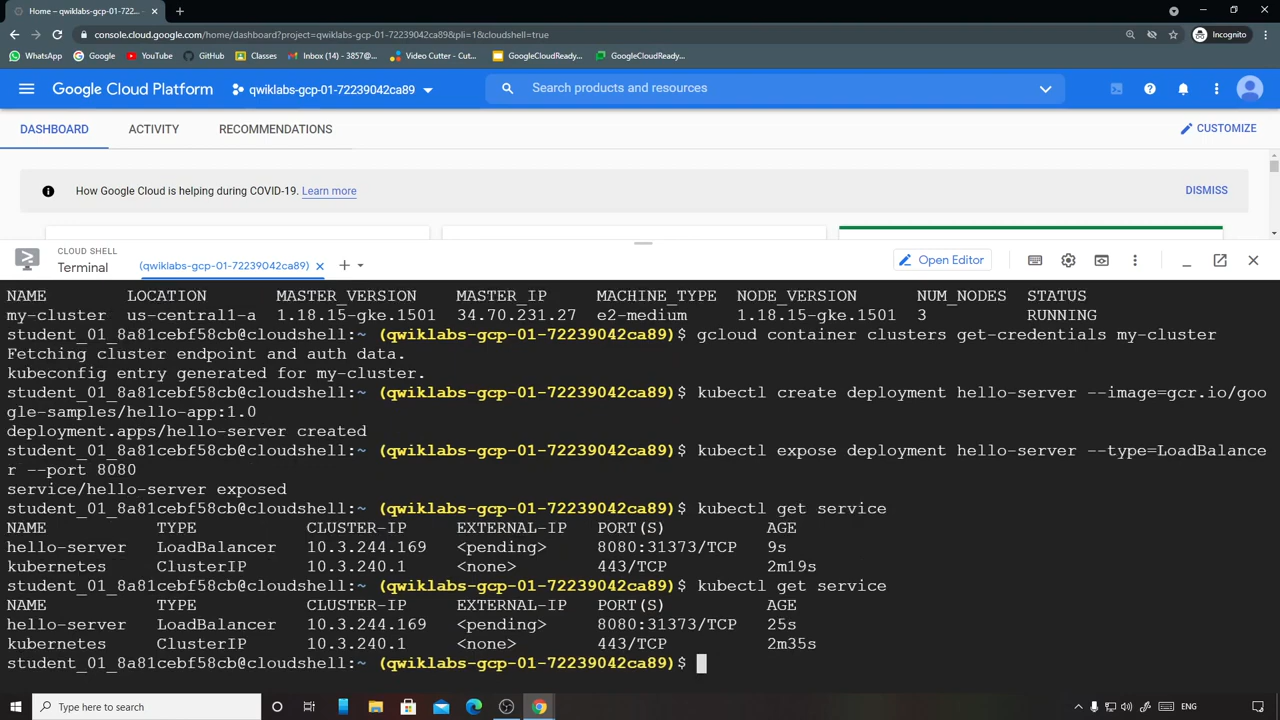 Home – qwiklabs-gcp-01-722...
console.cloud.google.com/home/dashboard?project=qwiklabs-gcp-01-72239042ca89&pli=1&cloudshell=true
Incognito
WhatsApp Google YouTube GitHub Classes Inbox (14) - 3857@... Video Cutter - Cut... GoogleCloudReady... GoogleCloudReady...
Google Cloud Platform qwiklabs-gcp-01-72239042ca89 Search products and resources
DASHBOARD ACTIVITY RECOMMENDATIONS CUSTOMIZE
How Google Cloud is helping during COVID-19. Learn more DISMISS
CLOUD SHELL
Terminal (qwiklabs-gcp-01-72239042ca89) Open Editor
NAME LOCATION MASTER_VERSION MASTER_IP MACHINE_TYPE NODE_VERSION NUM_NODES STATUS
my-cluster us-central1-a 1.18.15-gke.1501 34.70.231.27 e2-medium 1.18.15-gke.1501 3 RUNNING
student_01_8a81cebf58cb@cloudshell:~ (qwiklabs-gcp-01-72239042ca89)$ gcloud container clusters get-credentials my-cluster
Fetching cluster endpoint and auth data.
kubeconfig entry generated for my-cluster.
student_01_8a81cebf58cb@cloudshell:~ (qwiklabs-gcp-01-72239042ca89)$ kubectl create deployment hello-server --image=gcr.io/goo
gle-samples/hello-app:1.0
deployment.apps/hello-server created
student_01_8a81cebf58cb@cloudshell:~ (qwiklabs-gcp-01-72239042ca89)$ kubectl expose deployment hello-server --type=LoadBalance
r --port 8080
service/hello-server exposed
student_01_8a81cebf58cb@cloudshell:~ (qwiklabs-gcp-01-72239042ca89)$ kubectl get service
NAME TYPE CLUSTER-IP EXTERNAL-IP PORT(S) AGE
hello-server LoadBalancer 10.3.244.169 <pending> 8080:31373/TCP 9s
kubernetes ClusterIP 10.3.240.1 <none> 443/TCP 2m19s
student_01_8a81cebf58cb@cloudshell:~ (qwiklabs-gcp-01-72239042ca89)$ kubectl get service
NAME TYPE CLUSTER-IP EXTERNAL-IP PORT(S) AGE
hello-server LoadBalancer 10.3.244.169 <pending> 8080:31373/TCP 25s
kubernetes ClusterIP 10.3.240.1 <none> 443/TCP 2m35s
student_01_8a81cebf58cb@cloudshell:~ (qwiklabs-gcp-01-72239042ca89)$
Type here to search ENG